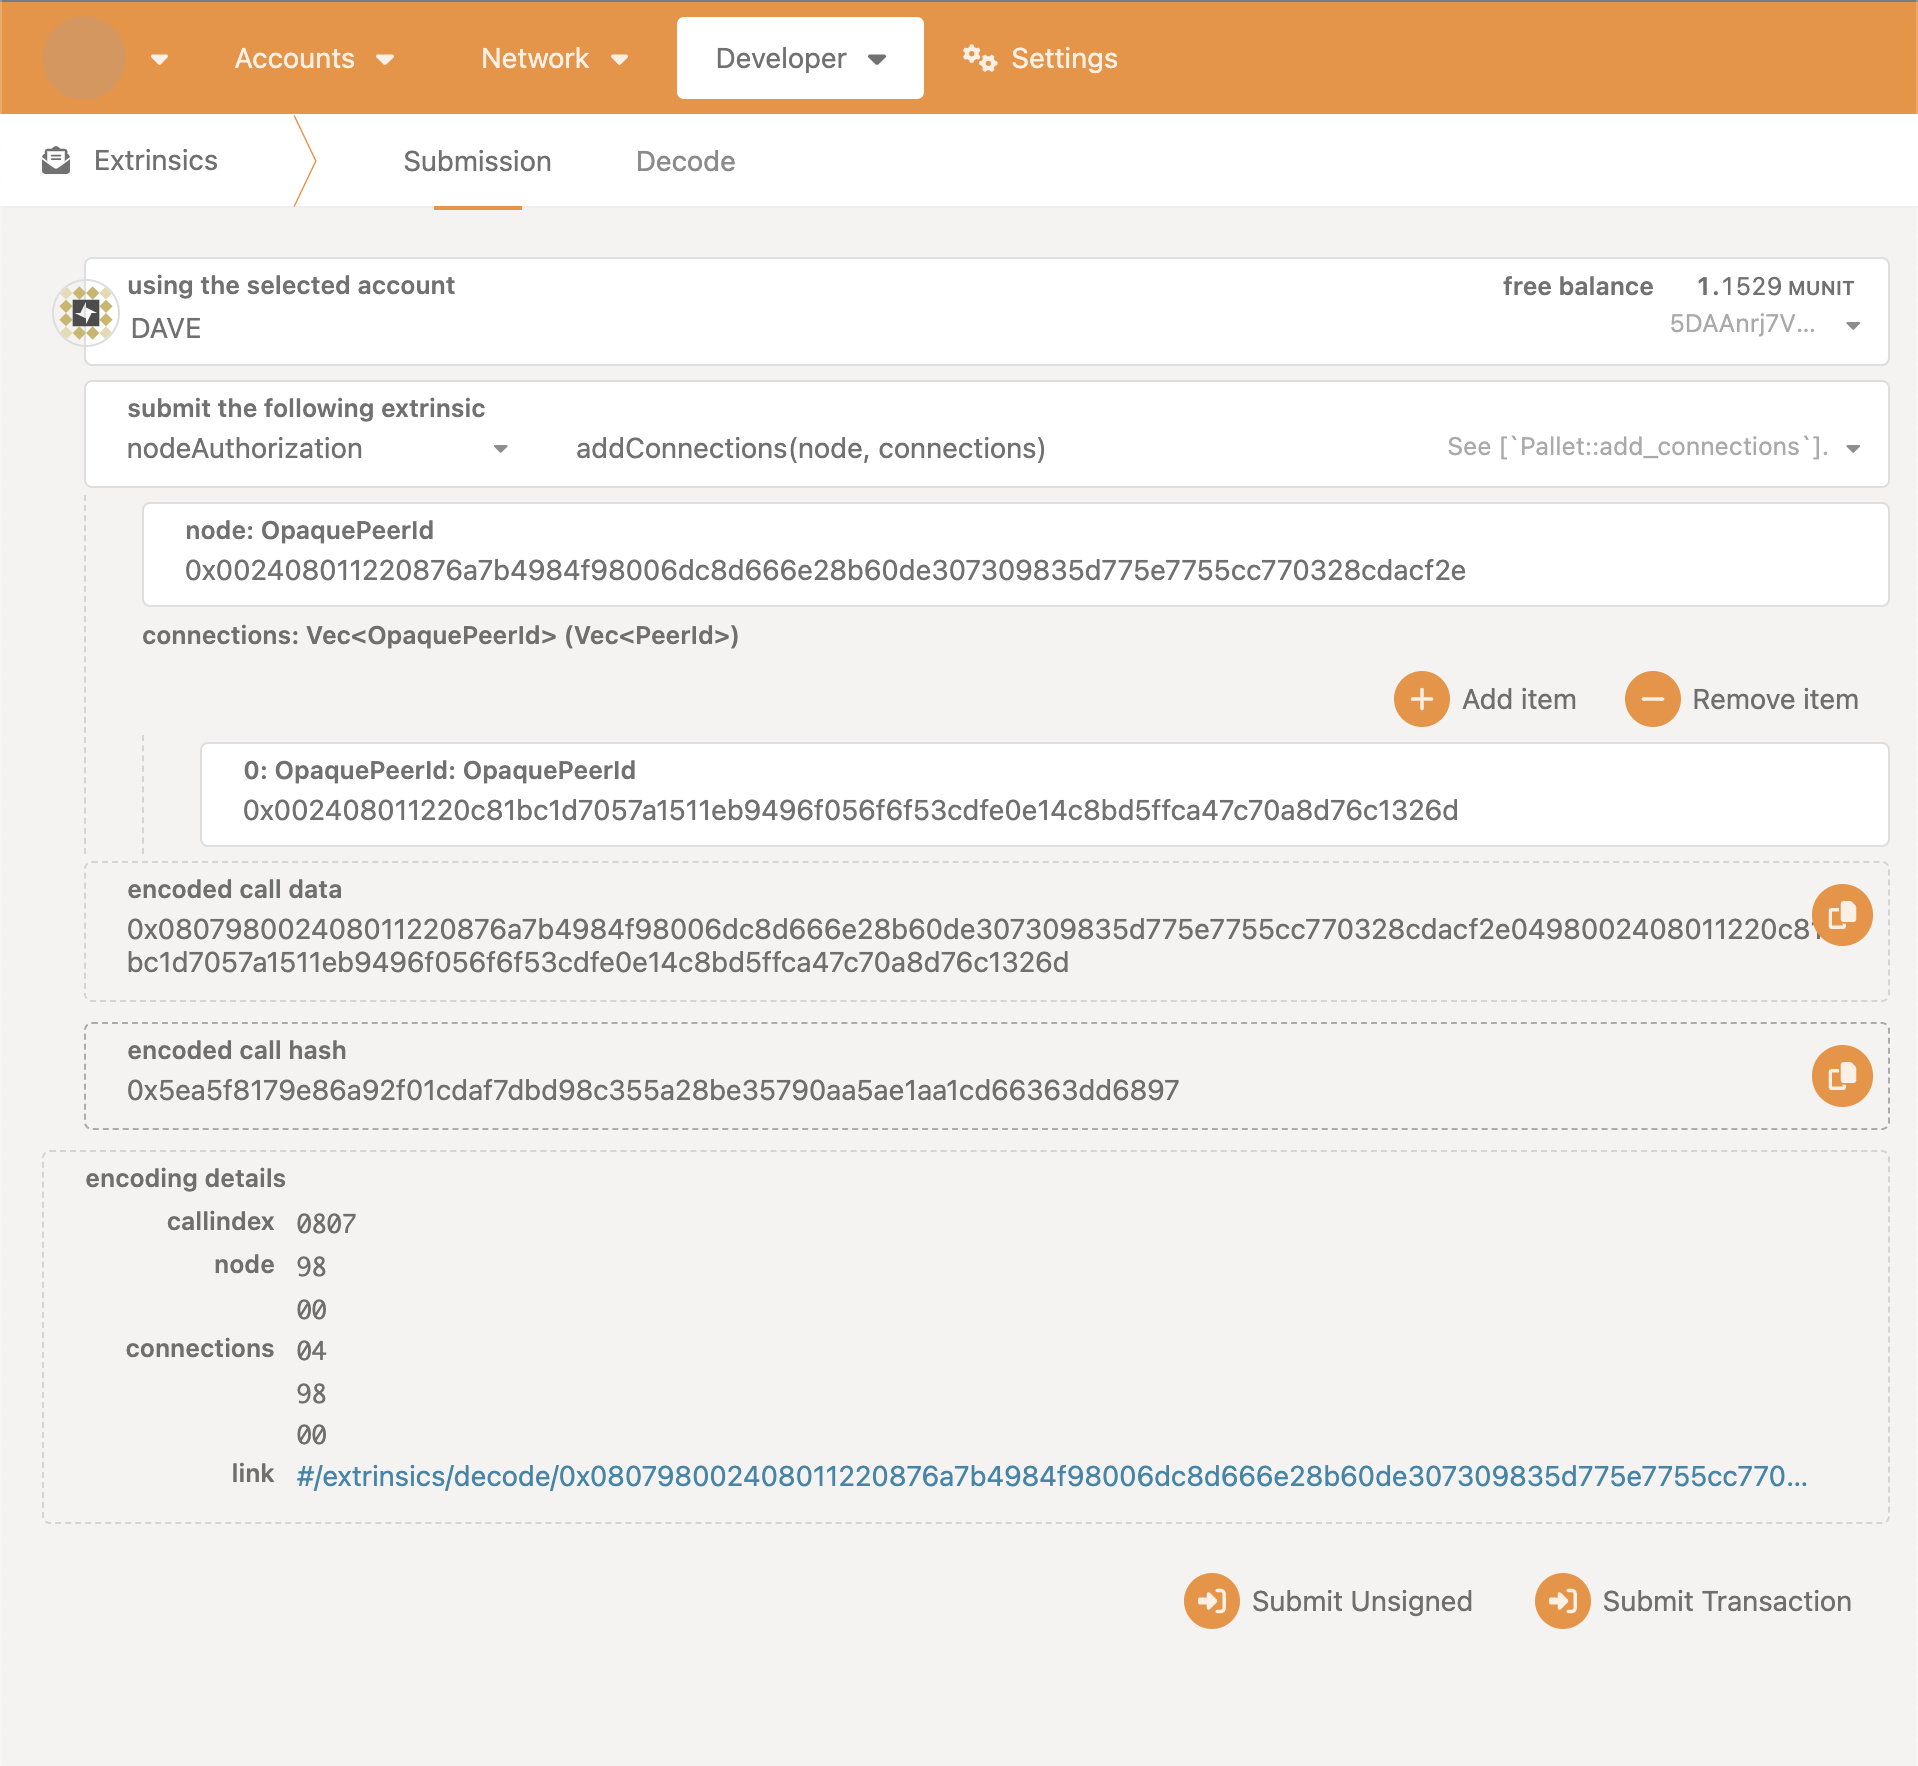 Accounts Network Developer Settings
Extrinsics Submission Decode
using the selected account free balance 1.1529 MUNIT
DAVE 5DAAnrj7V...
submit the following extrinsic
nodeAuthorization addConnections(node, connections) See [`Pallet::add_connections`].
node: OpaquePeerId
0x002408011220876a7b4984f98006dc8d666e28b60de307309835d775e7755cc770328cdacf2e
connections: Vec<OpaquePeerId> (Vec<PeerId>)
Add item Remove item
0: OpaquePeerId: OpaquePeerId
0x002408011220c81bc1d7057a1511eb9496f056f6f53cdfe0e14c8bd5ffca47c70a8d76c1326d
encoded call data
0x080798002408011220876a7b4984f98006dc8d666e28b60de307309835d775e7755cc770328cdacf2e0498002408011220c81
bc1d7057a1511eb9496f056f6f53cdfe0e14c8bd5ffca47c70a8d76c1326d
encoded call hash
0x5ea5f8179e86a92f01cdaf7dbd98c355a28be35790aa5ae1aa1cd66363dd6897
encoding details
callindex 0807
node 98
00
connections 04
98
00
link #/extrinsics/decode/0x080798002408011220876a7b4984f98006dc8d666e28b60de307309835d775e7755cc770...
Submit Unsigned Submit Transaction